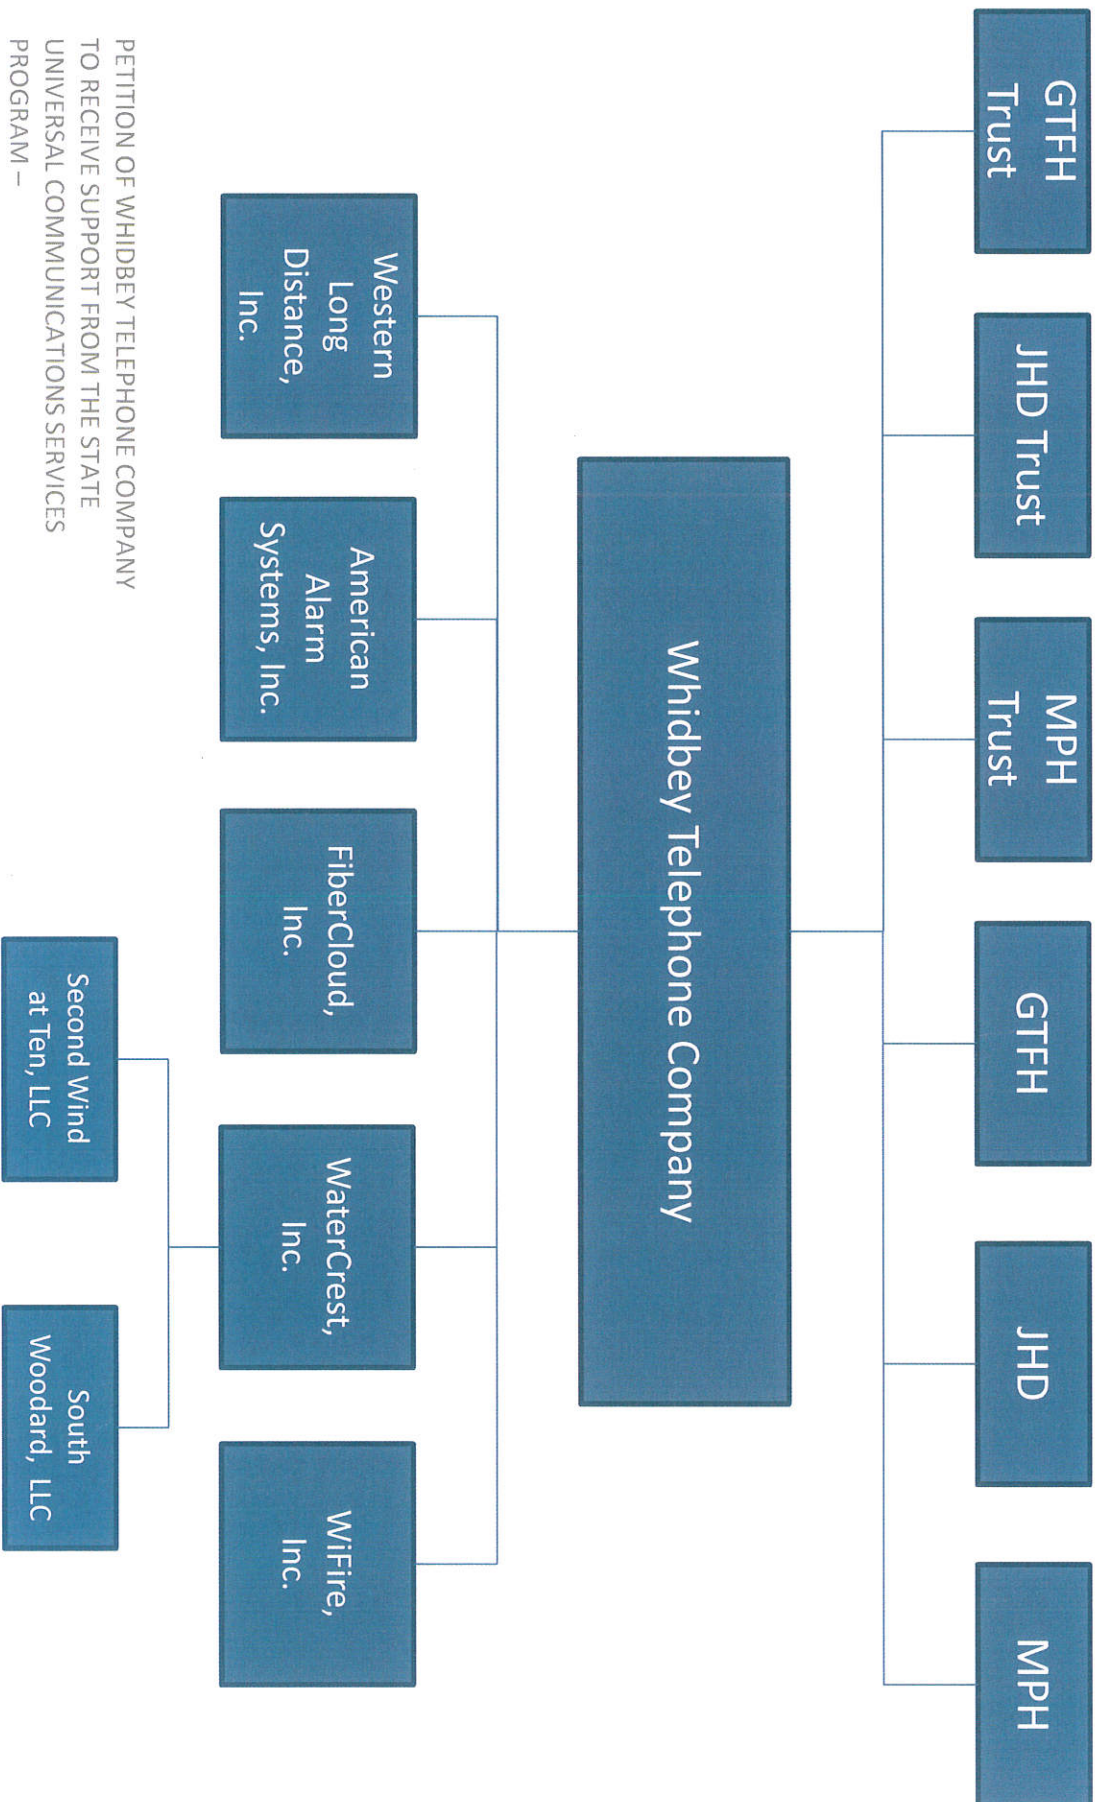 GTFH
Trust
JHD Trust
MPH
Trust
GTFH
JHD
MPH
Whidbey Telephone Company
Western
Long
Distance,
Inc.
American
Alarm
Systems, Inc.
FiberCloud,
Inc.
WaterCrest,
Inc.
WiFire,
Inc.
Second Wind
at Ten, LLC
South
Woodard, LLC
PETITION OF WHIDBEY TELEPHONE COMPANY
TO RECEIVE SUPPORT FROM THE STATE
UNIVERSAL COMMUNICATIONS SERVICES
PROGRAM –